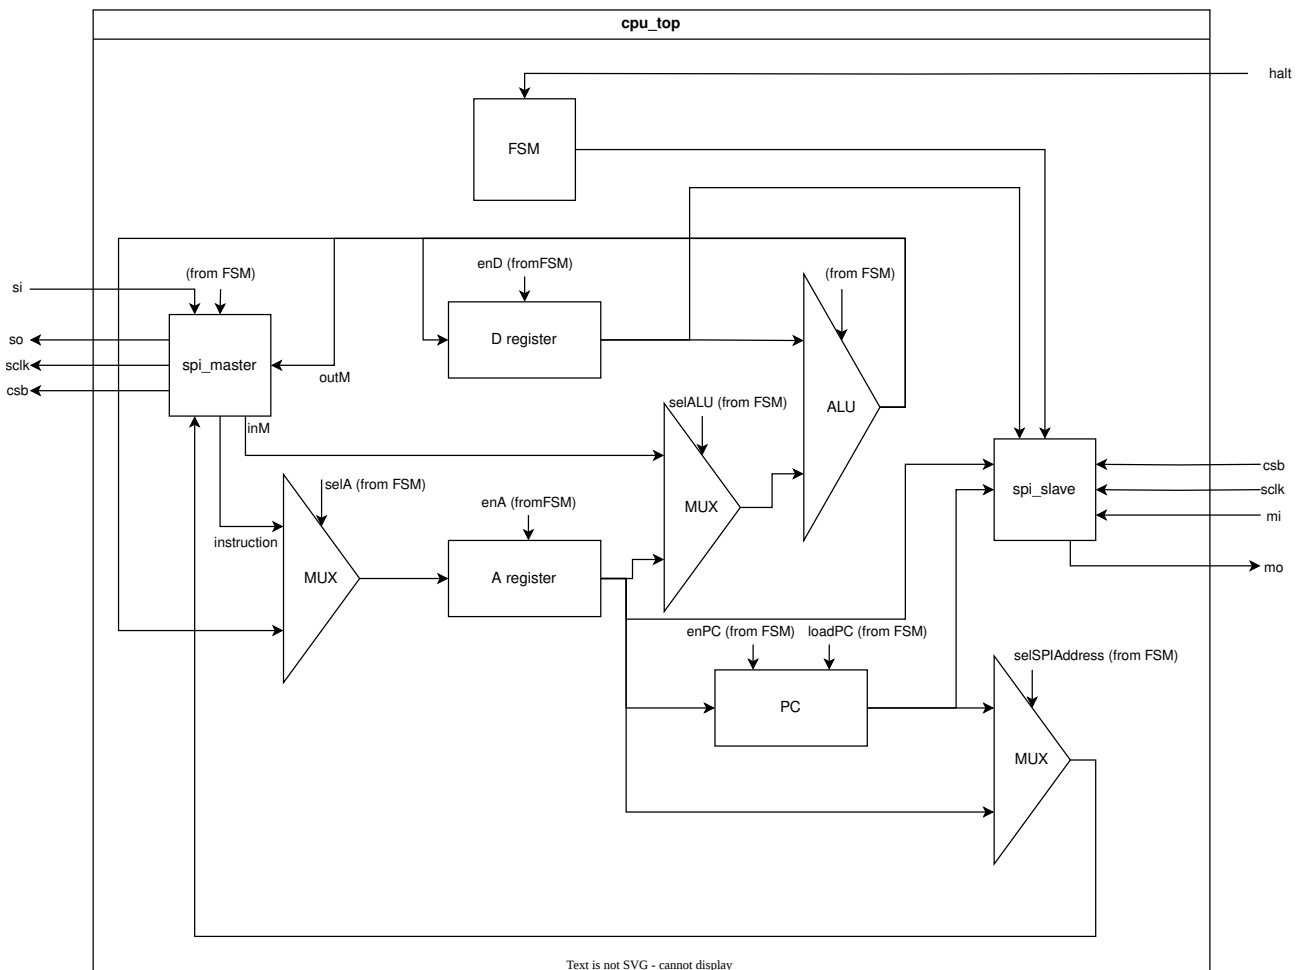 cpu_top
halt
FSM
(from FSM)
enD (fromFSM)
(from FSM)
si
so
sclk
csb
spi_master
D register
outM
ALU
selALU (from FSM)
inM
MUX
selA (from FSM)
enA (fromFSM)
instruction
MUX
A register
spi_slave
csb
sclk
mi
mo
enPC (from FSM)
loadPC (from FSM)
selSPIAddress (from FSM)
PC
MUX
Text is not SVG - cannot display